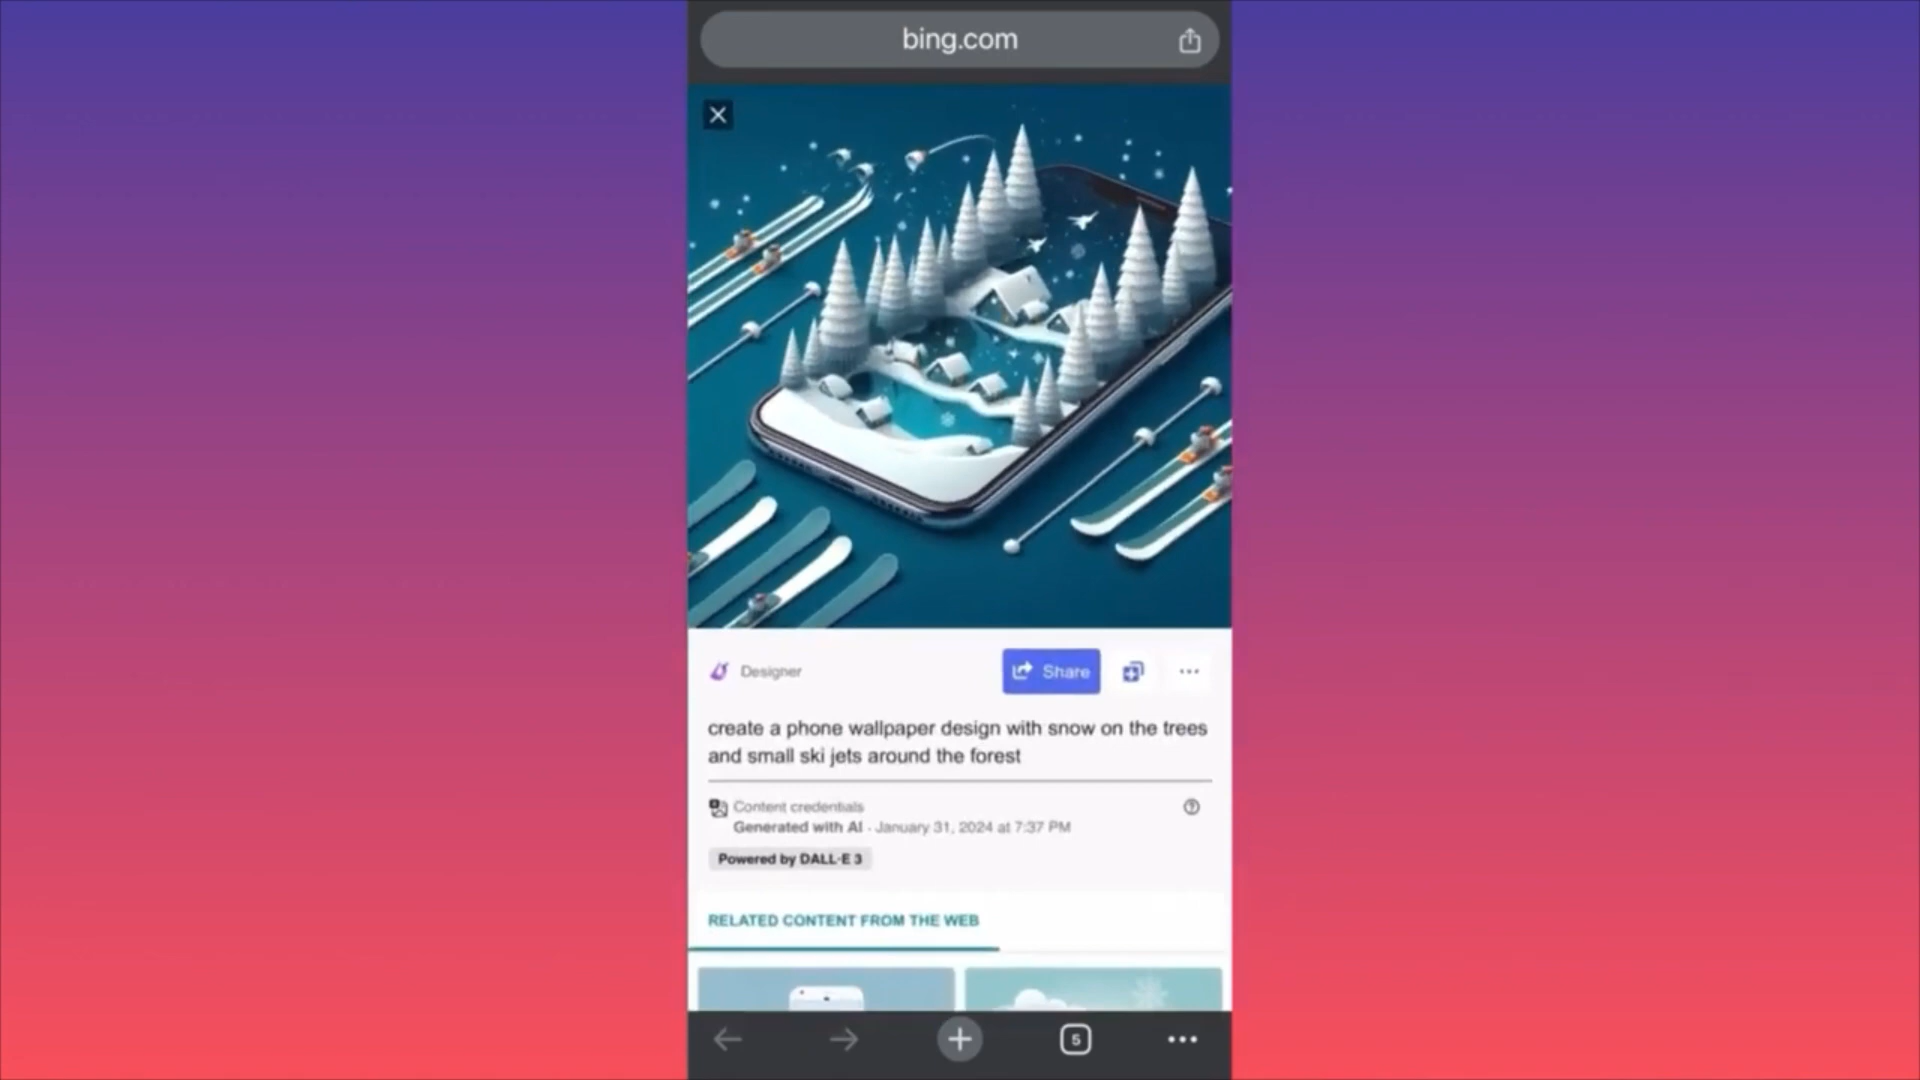 bing.com
Designer
Share
create a phone wallpaper design with snow on the trees
and small ski jets around the forest
Content credentials
Generated with AI · January 31, 2024 at 7:37 PM
Powered by DALL·E 3
RELATED CONTENT FROM THE WEB
5